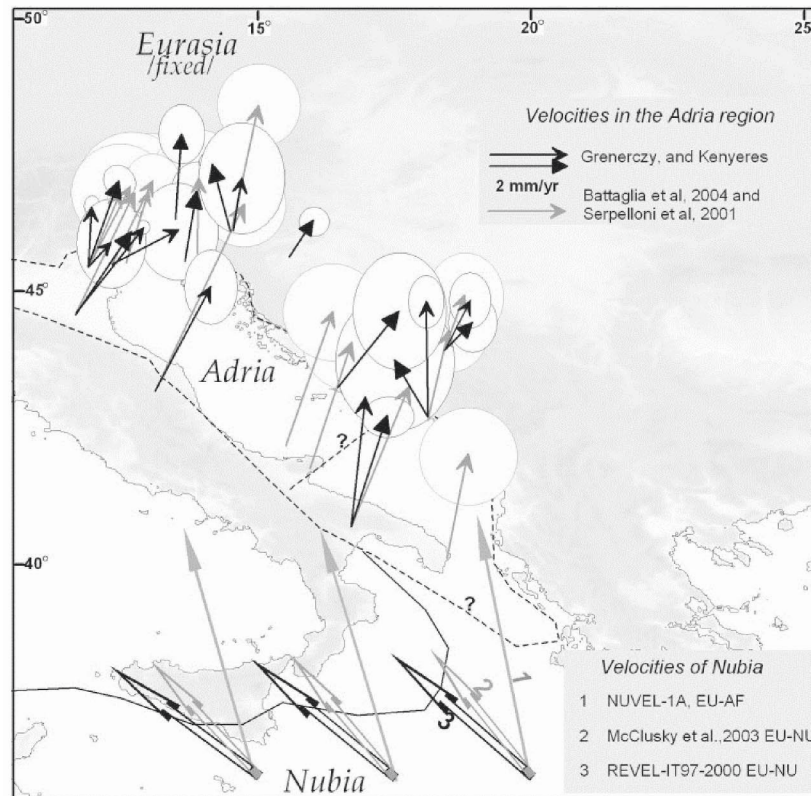 50°
15°
20°
25
Eurasia
/fixed/
Velocities in the Adria region
Grenerczy, and Kenyeres
2 mm/yr
Battaglia et al, 2004 and
Serpelloni et al, 2001
45°
Adria
?
40°
?
Velocities of Nubia
1 NUVEL-1A, EU-AF
2 McClusky et al.,2003 EU-NU
3 REVEL-IT97-2000 EU-NU
1
2
3
Nubia